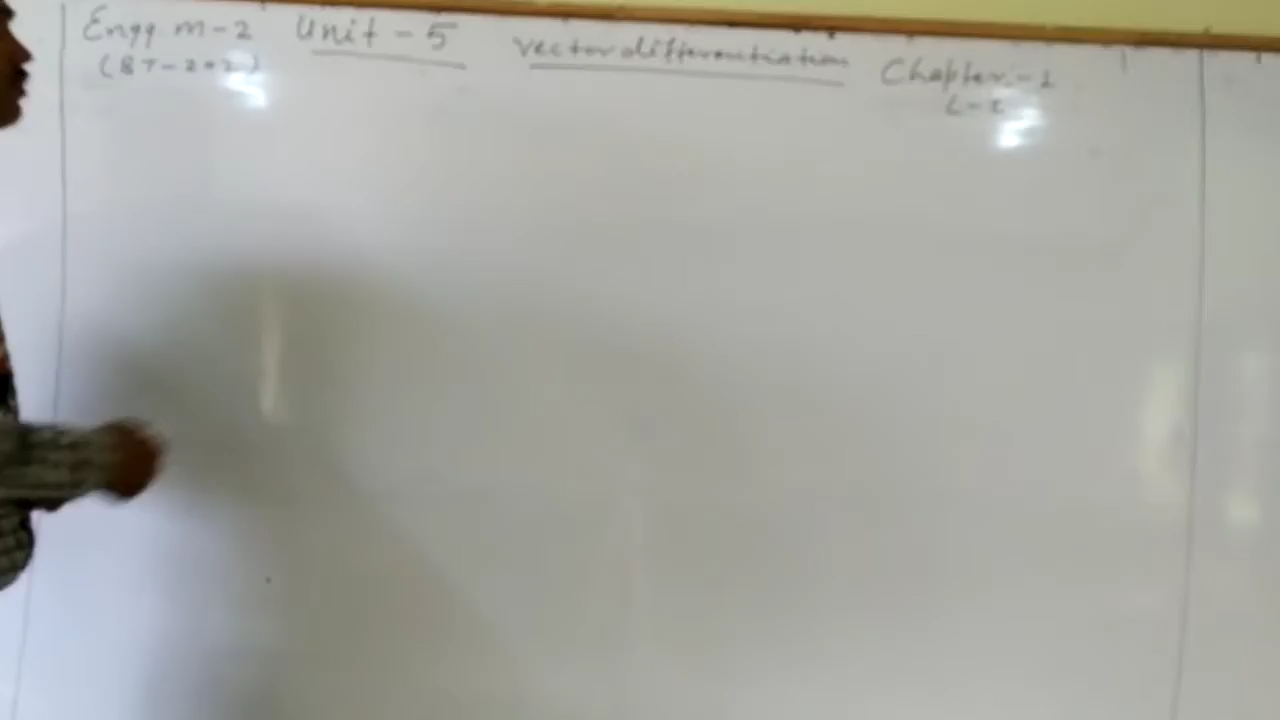 Engg. m-2 Unit - 5 vector differentiation Chapter - 1
(BT-202) L-1